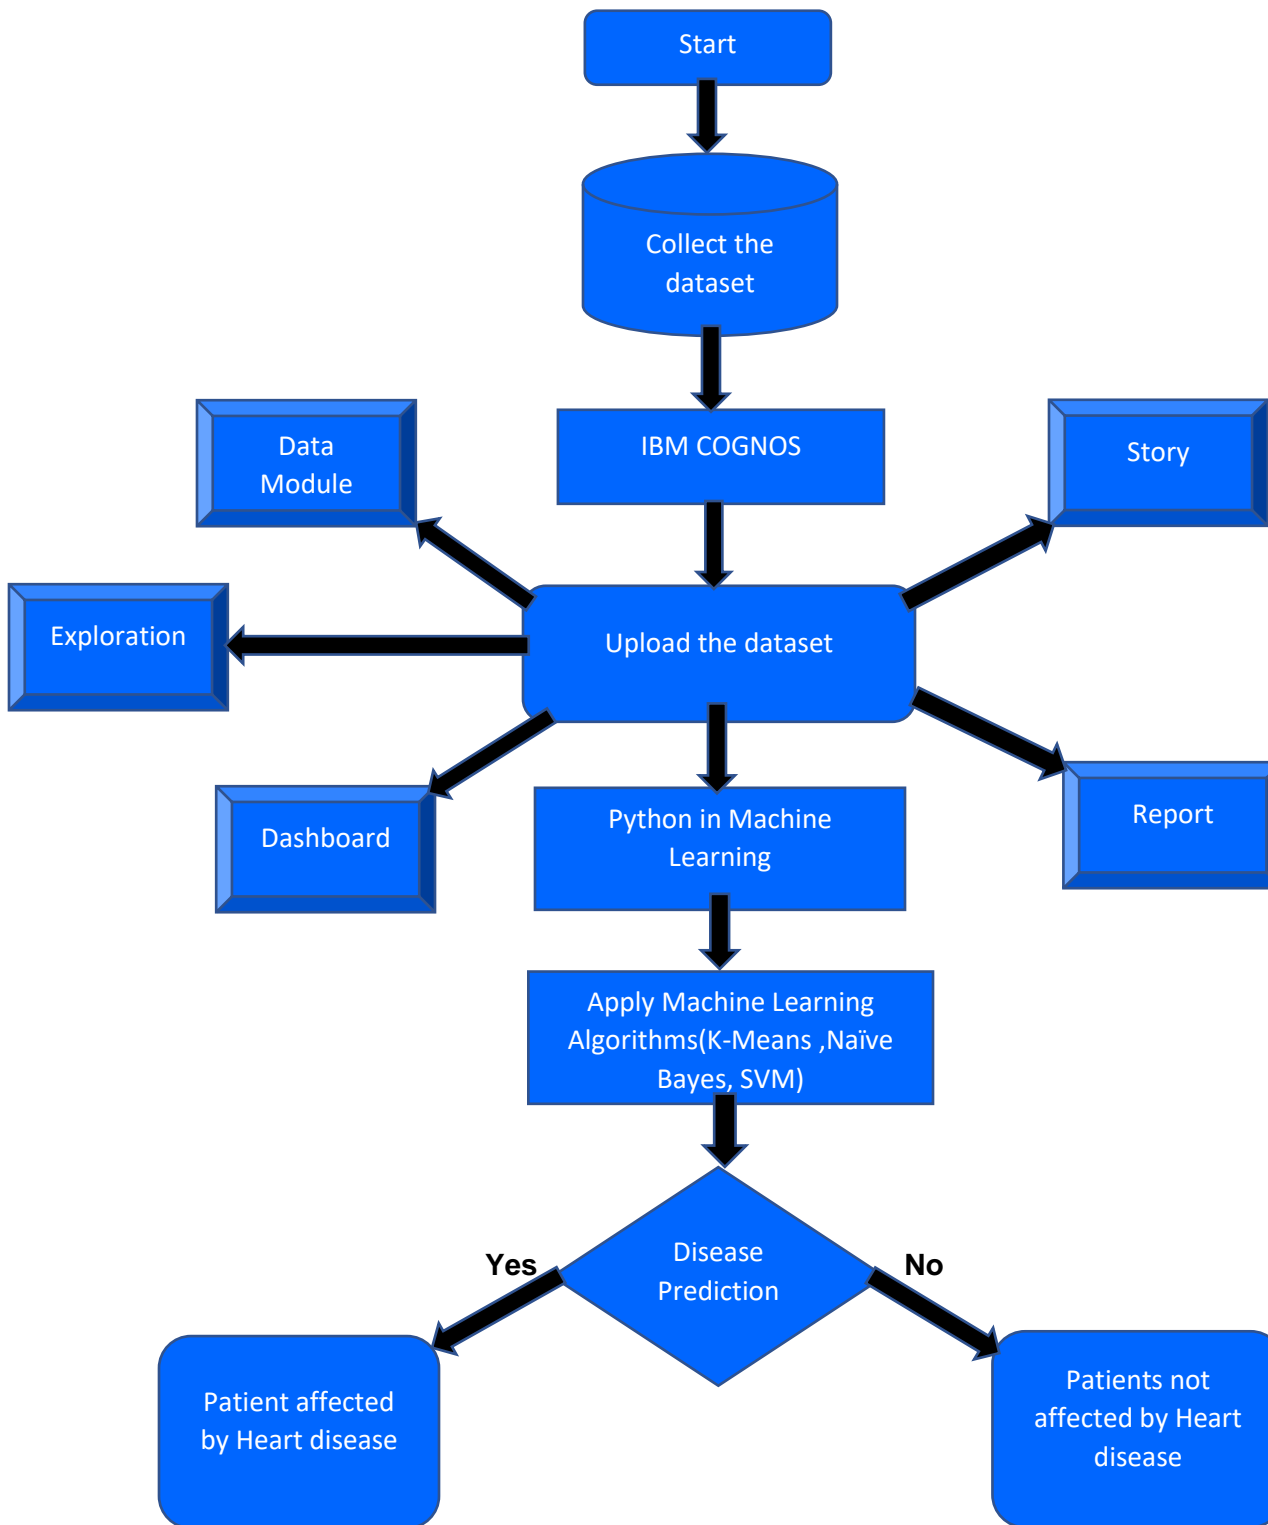 Start
Collect the
dataset
IBM COGNOS
Data
Module
Story
Exploration
Upload the dataset
Dashboard
Python in Machine
Learning
Report
Apply Machine Learning
Algorithms(K-Means ,Naïve
Bayes, SVM)
Disease
Prediction
Yes
No
Patient affected
by Heart disease
Patients not
affected by Heart
disease